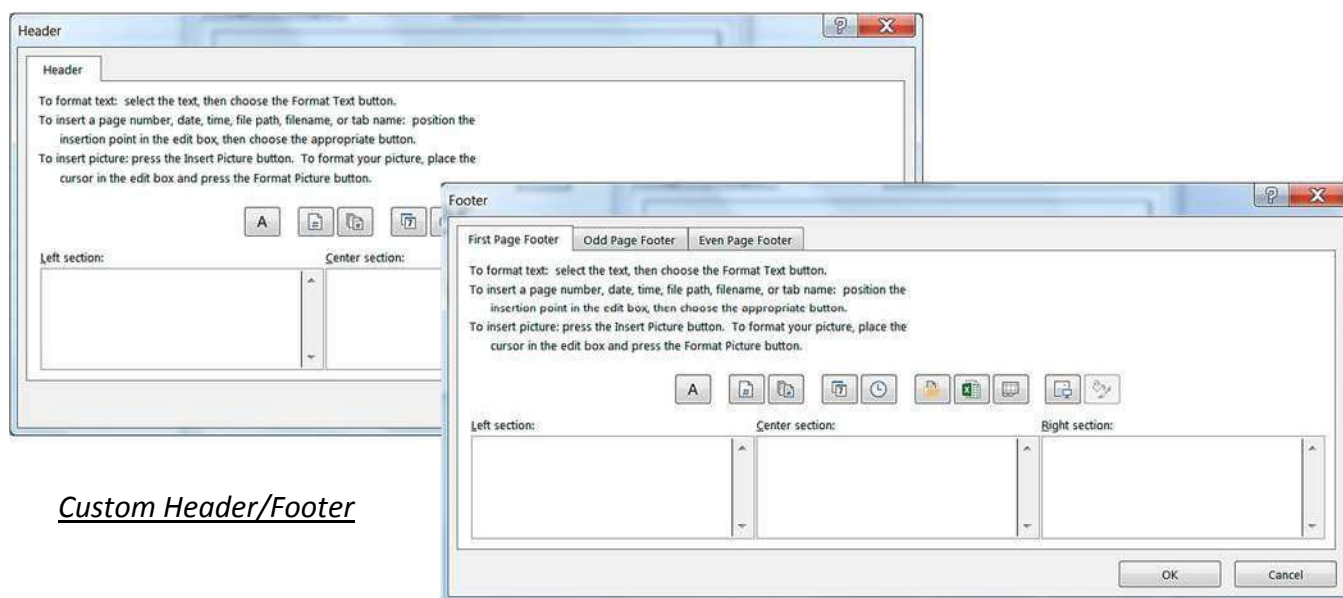 Header
Header
To format text: select the text, then choose the Format Text button.
To insert a page number, date, time, file path, filename, or tab name: position the
insertion point in the edit box, then choose the appropriate button.
To insert picture: press the Insert Picture button. To format your picture, place the
cursor in the edit box and press the Format Picture button.
A
Left section:
Center section:
Footer
First Page Footer
Odd Page Footer
Even Page Footer
To format text: select the text, then choose the Format Text button.
To insert a page number, date, time, file path, filename, or tab name: position the
insertion point in the edit box, then choose the appropriate button.
To insert picture: press the Insert Picture button. To format your picture, place the
cursor in the edit box and press the Format Picture button.
A
Left section:
Center section:
Right section:
OK
Cancel
Custom Header/Footer